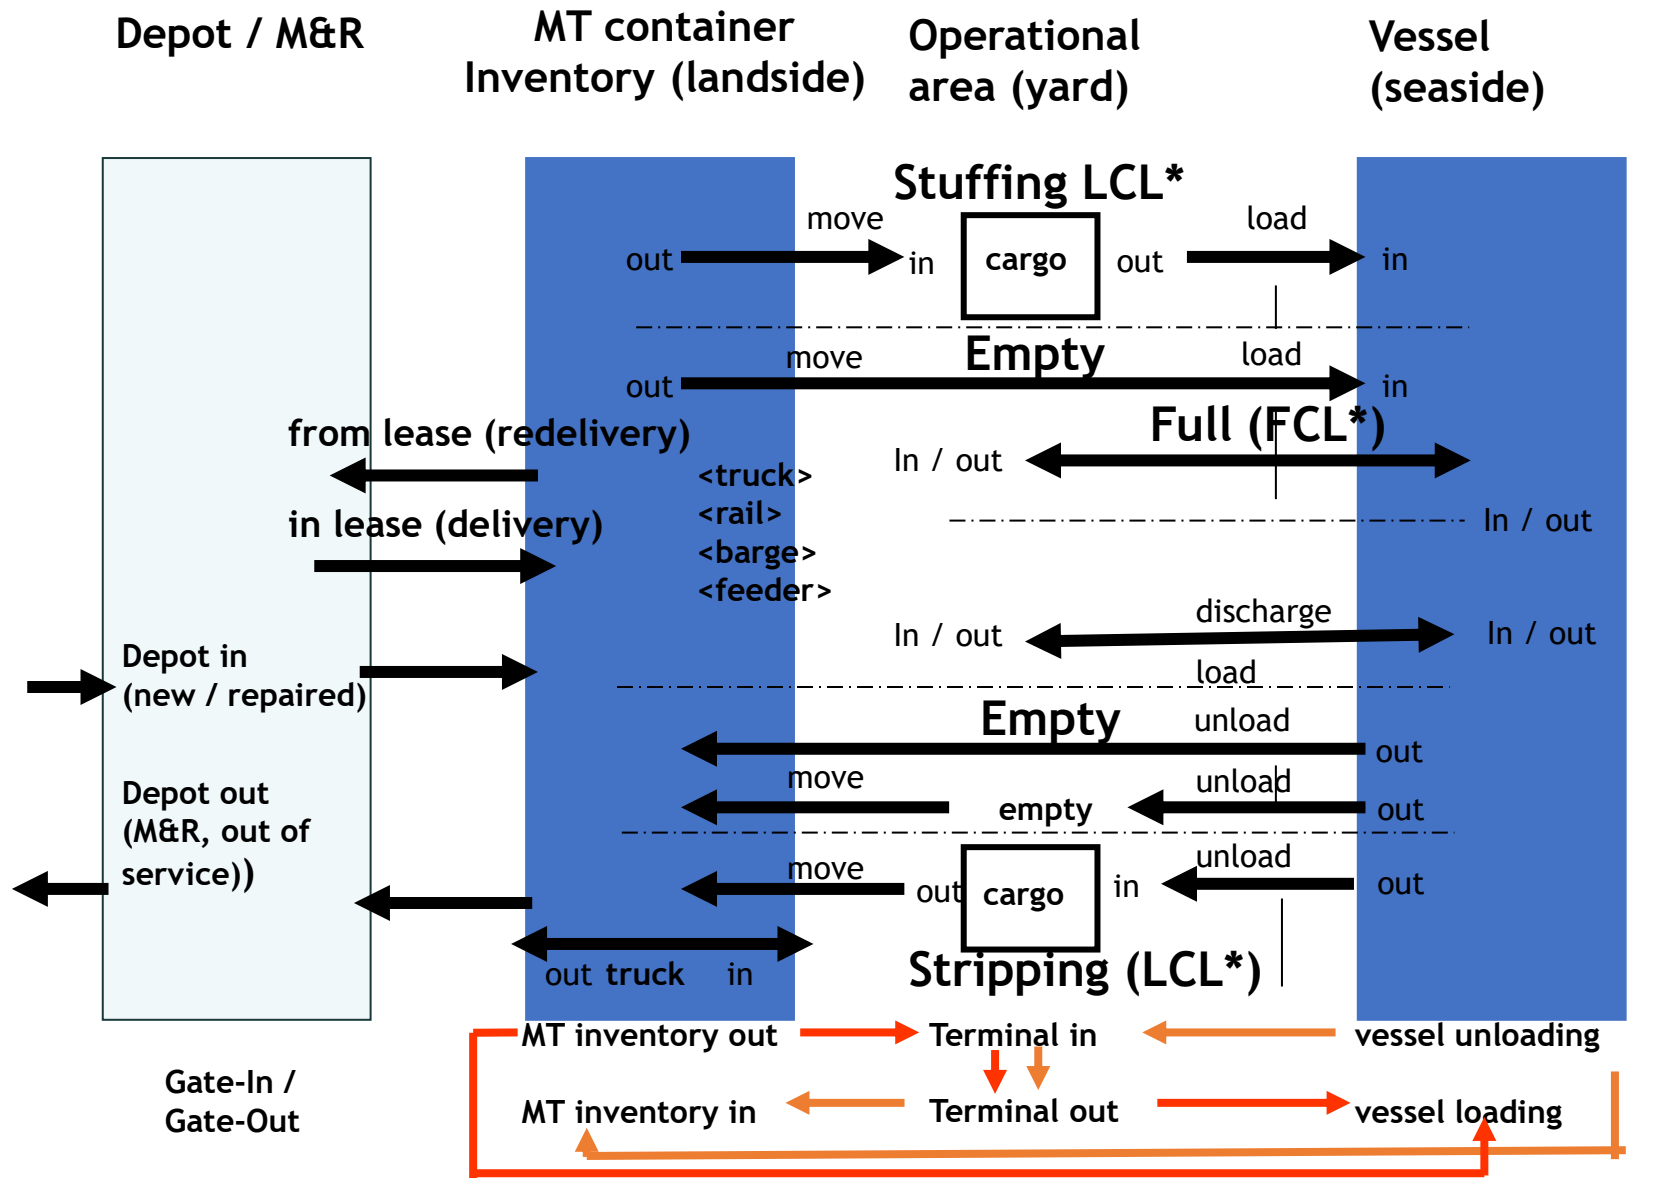 Depot / M&R
MT container
Inventory (landside)
Operational
area (yard)
Vessel
(seaside)
Stuffing LCL*
move
load
out
in
cargo
out
in
Empty
move
load
out
in
Full (FCL*)
from lease (redelivery)
In / out
<truck>
<rail>
<barge>
<feeder>
in lease (delivery)
In / out
discharge
In / out
In / out
load
Depot in
(new / repaired)
Empty
unload
out
move
unload
empty
out
Depot out
(M&R, out of
service))
move
unload
out
cargo
in
out
Stripping (LCL*)
out truck in
MT inventory out
Terminal in
vessel unloading
Gate-In /
Gate-Out
MT inventory in
Terminal out
vessel loading